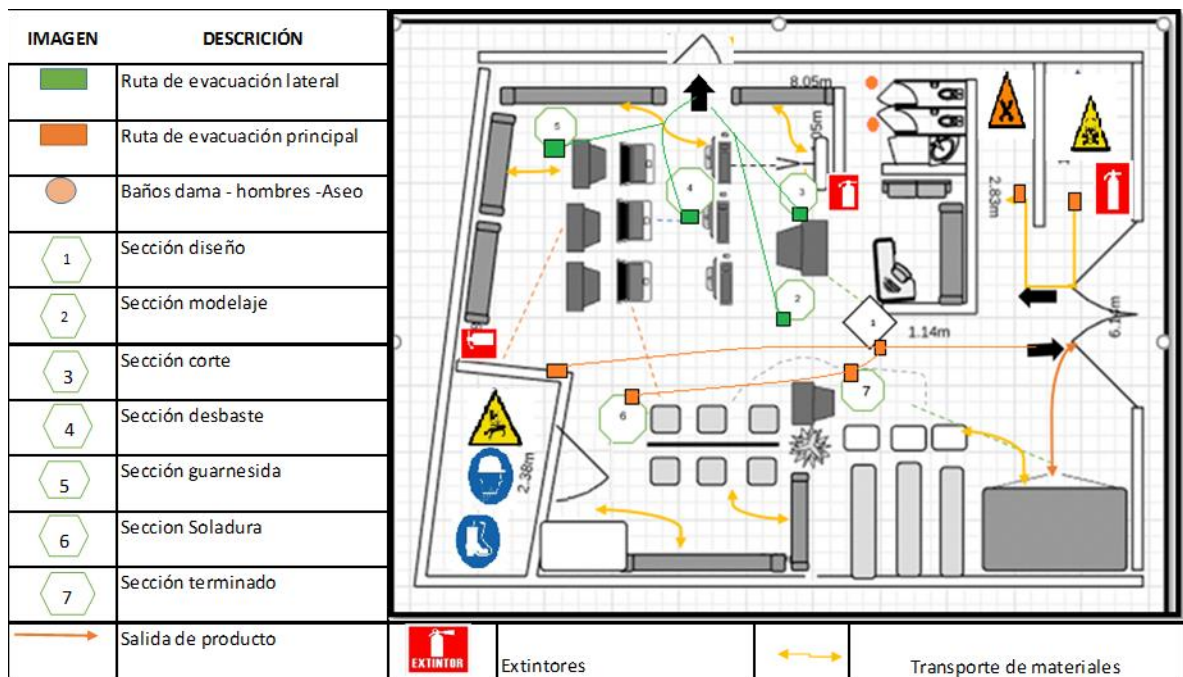 IMAGEN DESCRICIÓN
Ruta de evacuación lateral
Ruta de evacuación principal
Baños dama - hombres -Aseo
1 Sección diseño
2 Sección modelaje
3 Sección corte
4 Sección desbaste
5 Sección guarnesida
6 Seccion Soladura
7 Sección terminado
Salida de producto
EXTINTOR Extintores
Transporte de materiales
8.05m
5
4
3
2.83m
2
1
1.14m
7
6
2.38m